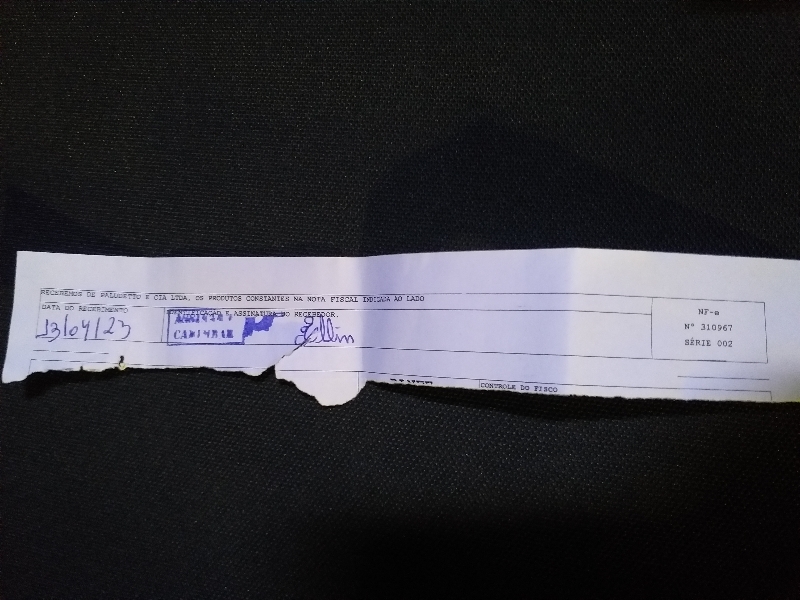 RECEBEMOS DE PALUDETTO E CIA LTDA. OS PRODUTOS CONSTANTES NA NOTA FISCAL INDICADA AO LADO
DATA DO RECEBIMENTO
IDENTIFICAÇÃO E ASSINATURA DO RECEBEDOR.
13/04/23
NF-e
Nº 310967
SÉRIE 002
CONTROLE DO FISCO